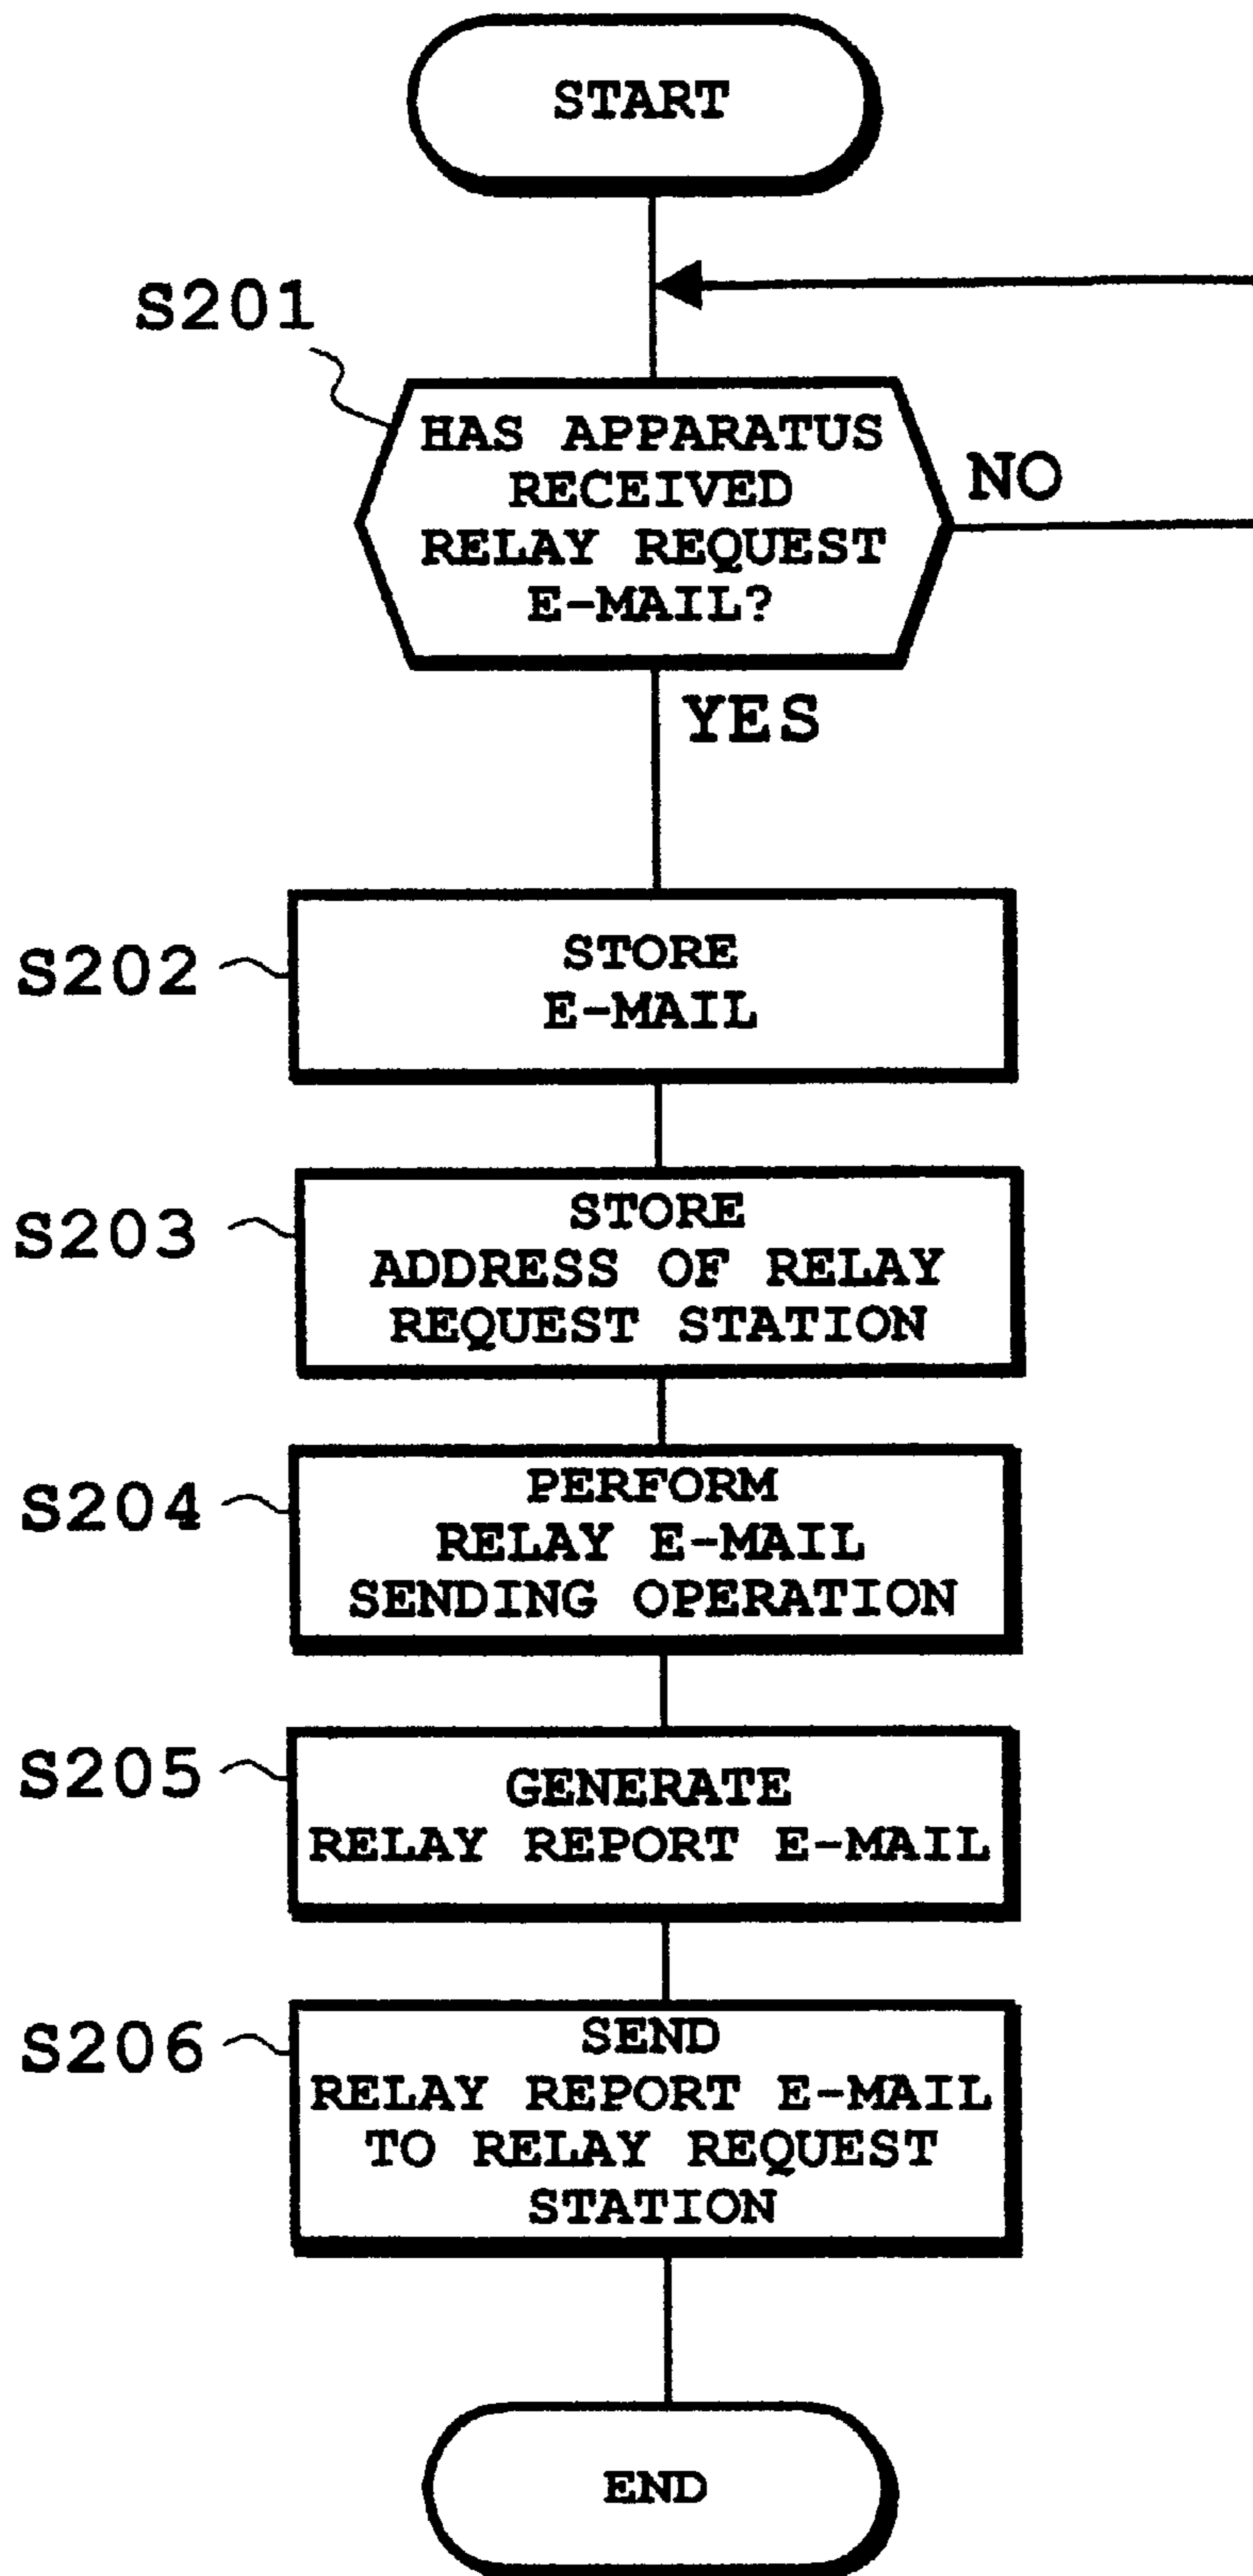 START
S201
HAS APPARATUS
RECEIVED
RELAY REQUEST
E-MAIL?
NO
YES
S202
STORE
E-MAIL
S203
STORE
ADDRESS OF RELAY
REQUEST STATION
S204
PERFORM
RELAY E-MAIL
SENDING OPERATION
S205
GENERATE
RELAY REPORT E-MAIL
S206
SEND
RELAY REPORT E-MAIL
TO RELAY REQUEST
STATION
END